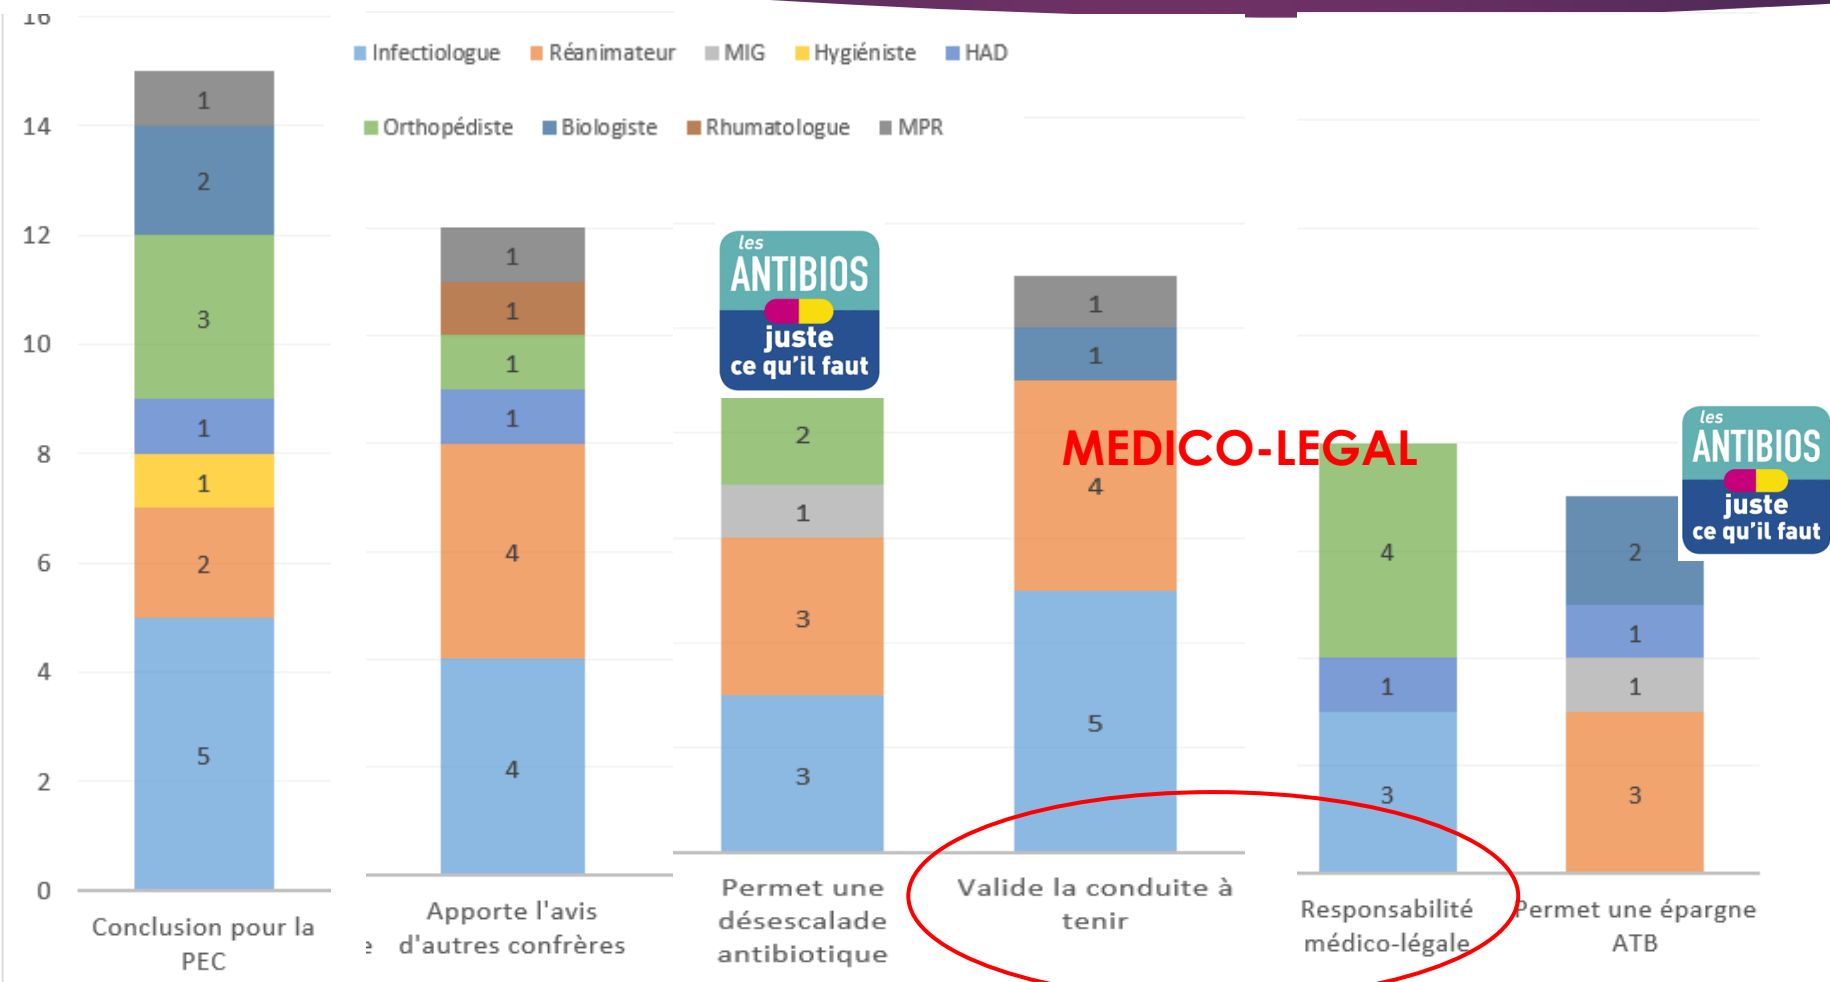 Infectiologue Réanimateur MIG Hygiéniste HAD
Orthopédiste Biologiste Rhumatologue MPR
16
14
12
10
8
6
4
2
0
1
2
3
1
1
2
5
Conclusion pour la
PEC
1
1
1
1
4
4
e
Apporte l'avis
d'autres confrères
les
ANTIBIOS
juste
ce qu'il faut
2
1
3
3
Permet une
désescalade
antibiotique
1
1
4
5
Valide la conduite à
tenir
MEDICO-LEGAL
4
1
3
Responsabilité
médico-légale
les
ANTIBIOS
juste
ce qu'il faut
2
1
1
3
Permet une épargne
ATB